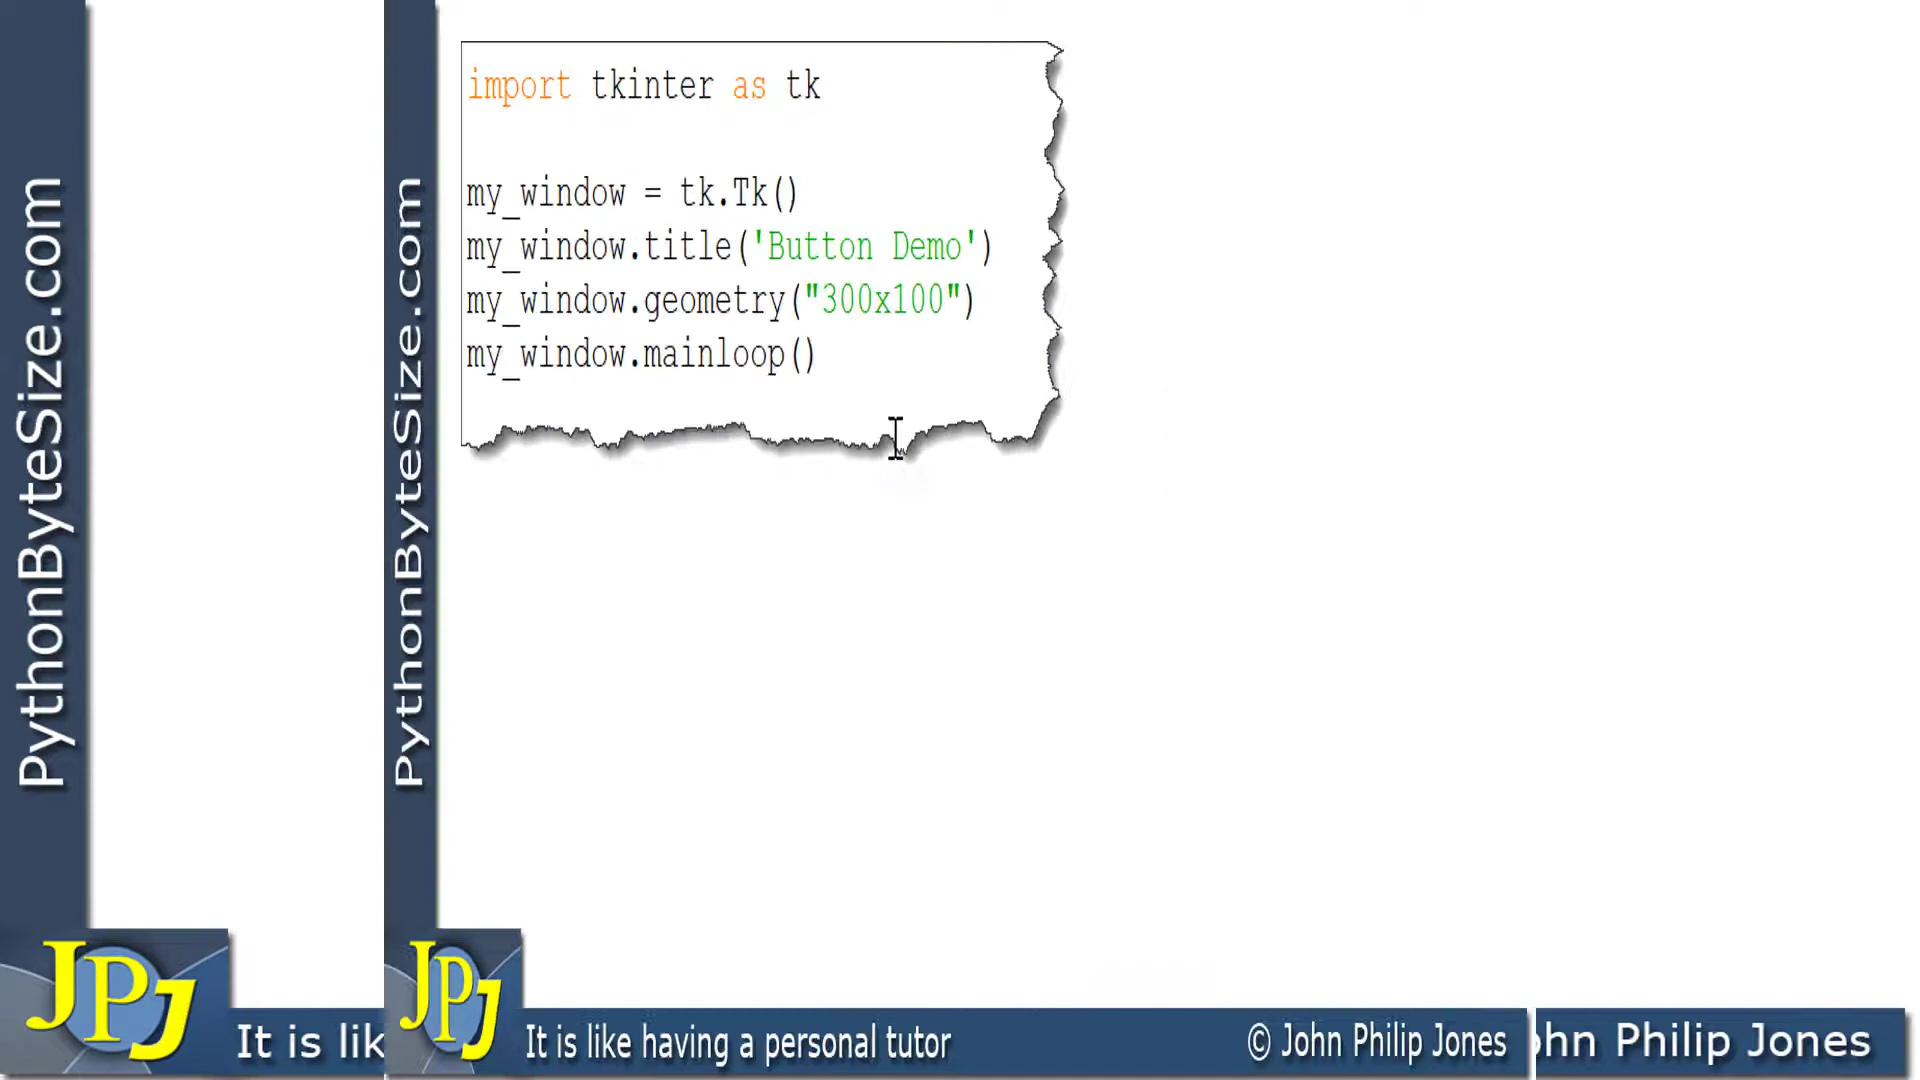 PythonByteSize.com
PythonByteSize.com
import tkinter as tk
my_window = tk.Tk()
my_window.title('Button Demo')
my_window.geometry("300x100")
my_window.mainloop()
JPJ
It is lik
JPJ
It is like having a personal tutor
© John Philip Jones
ohn Philip Jones